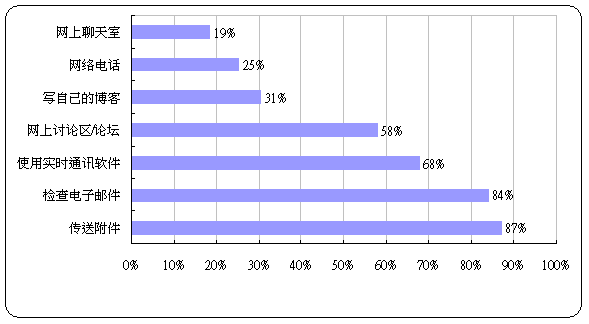 网上聊天室 19%
网络电话 25%
写自己的博客 31%
网上讨论区/论坛 58%
使用实时通讯软件 68%
检查电子邮件 84%
传送附件 87%
0% 10% 20% 30% 40% 50% 60% 70% 80% 90% 100%